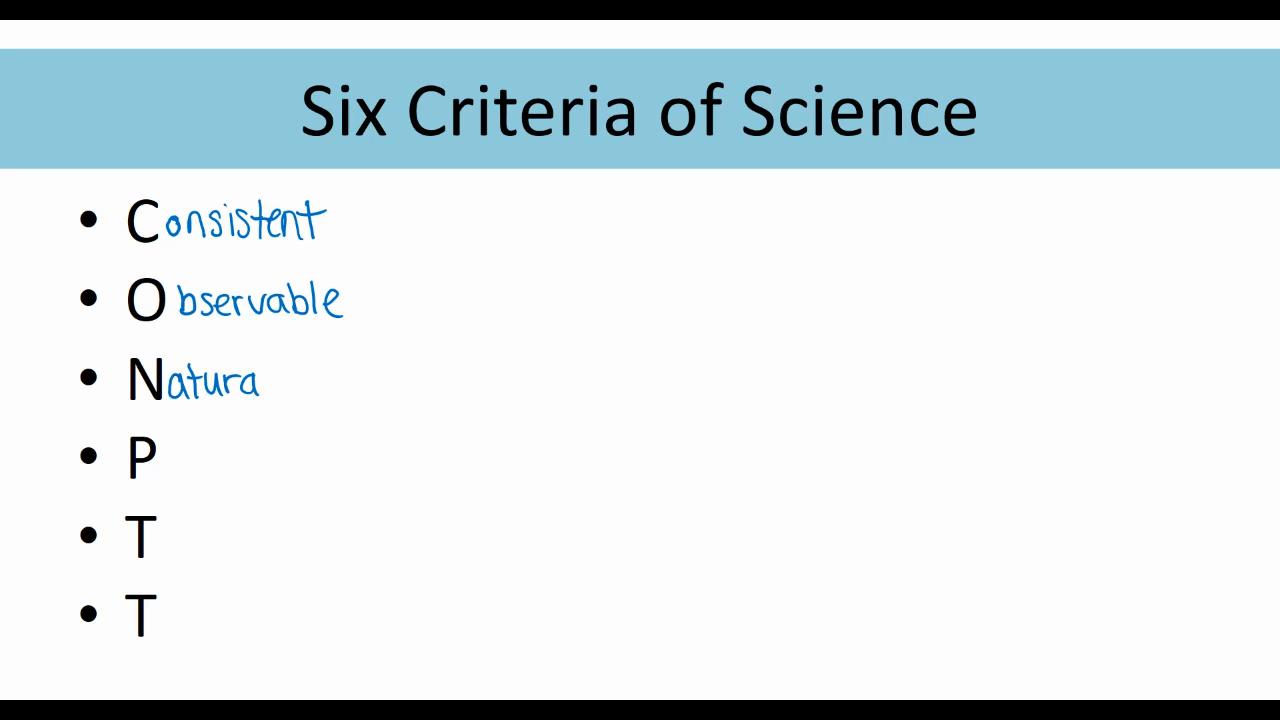 Six Criteria of Science
• Consistent
• Observable
• Natura
• P
• T
• T